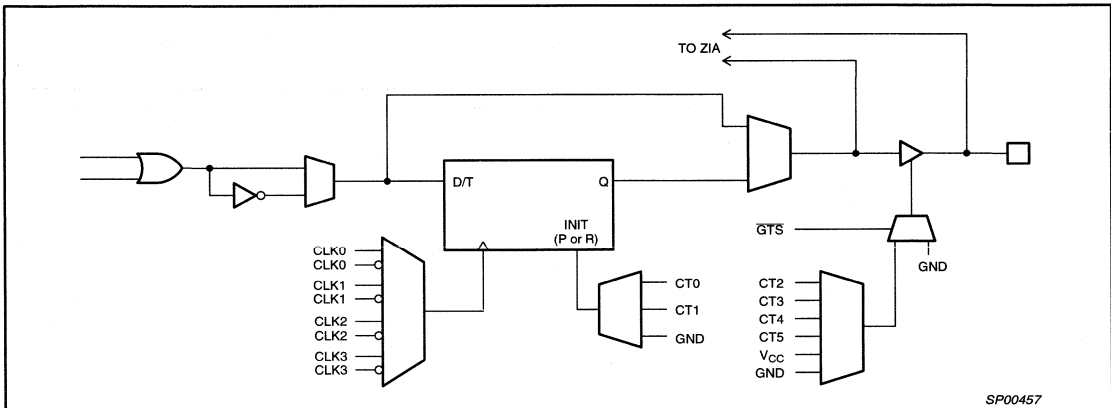 TO ZIA
D/T
Q
INIT
(P or R)
CLK0
CLK0
CLK1
CLK1
CLK2
CLK2
CLK3
CLK3
CT0
CT1
GND
GTS
GND
CT2
CT3
CT4
CT5
VCC
GND
SP00457